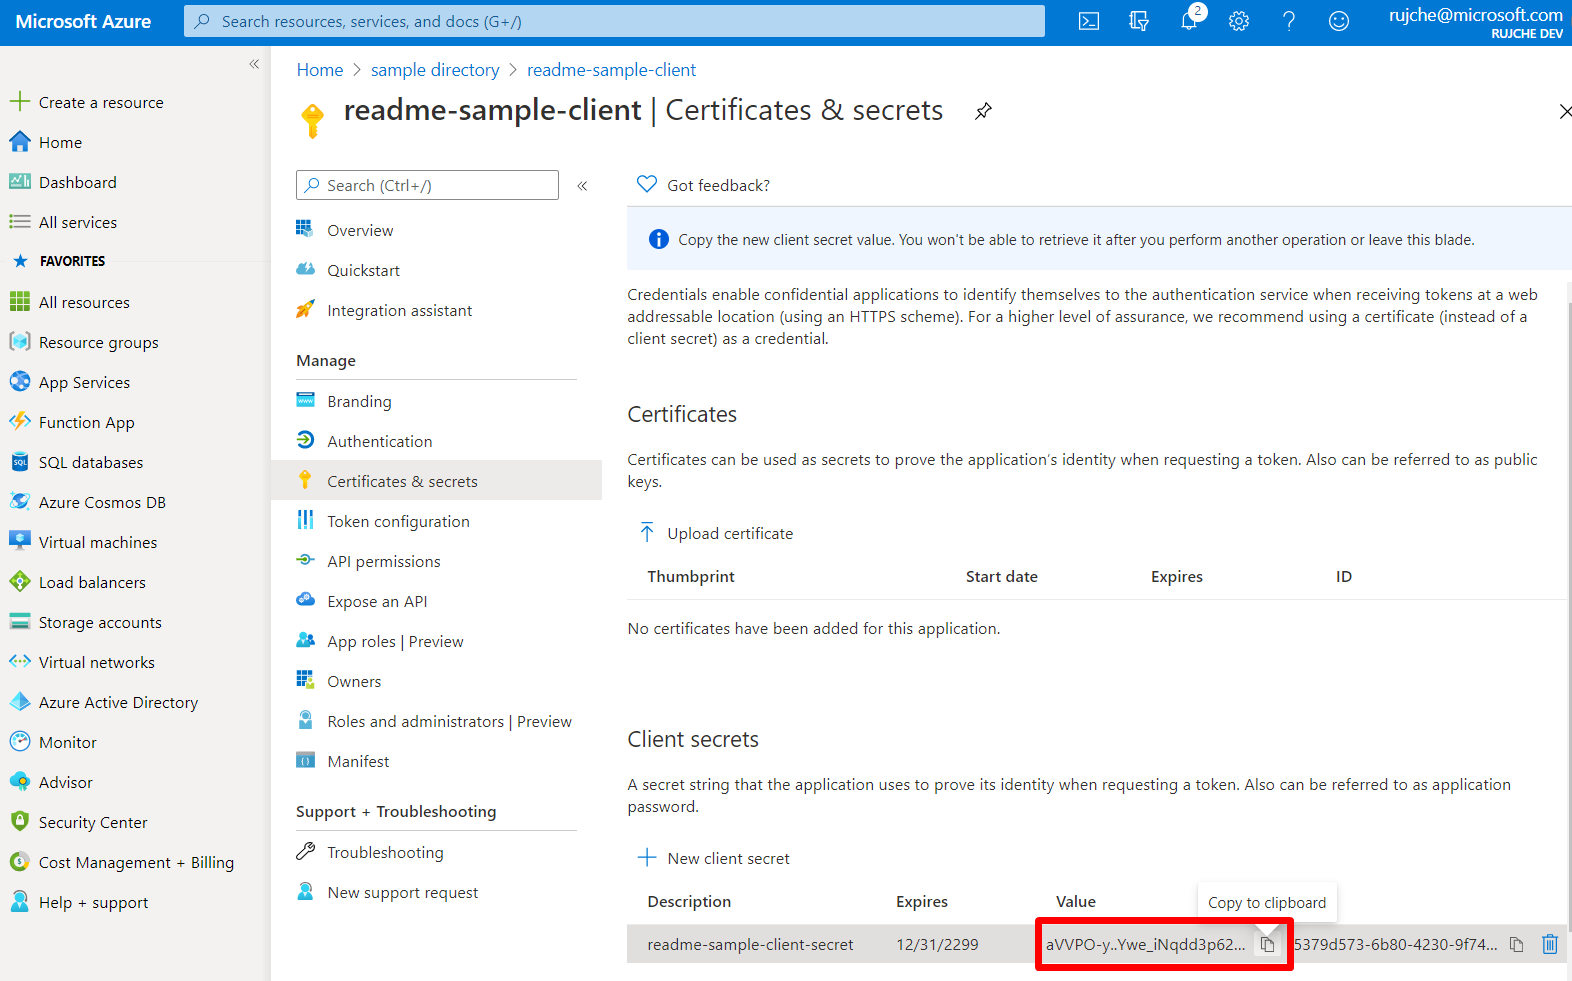 Microsoft Azure
Search resources, services, and docs (G+/)
2
rujche@microsoft.com
RUJCHE DEV
«
Create a resource
Home
Dashboard
All services
FAVORITES
All resources
Resource groups
App Services
Function App
SQL databases
Azure Cosmos DB
Virtual machines
Load balancers
Storage accounts
Virtual networks
Azure Active Directory
Monitor
Advisor
Security Center
Cost Management + Billing
Help + support
Home > sample directory > readme-sample-client
readme-sample-client | Certificates & secrets
Search (Ctrl+/)
«
Overview
Quickstart
Integration assistant
Manage
Branding
Authentication
Certificates & secrets
Token configuration
API permissions
Expose an API
App roles | Preview
Owners
Roles and administrators | Preview
Manifest
Support + Troubleshooting
Troubleshooting
New support request
Got feedback?
Copy the new client secret value. You won't be able to retrieve it after you perform another operation or leave this blade.
Credentials enable confidential applications to identify themselves to the authentication service when receiving tokens at a web
addressable location (using an HTTPS scheme). For a higher level of assurance, we recommend using a certificate (instead of a
client secret) as a credential.
Certificates
Certificates can be used as secrets to prove the application's identity when requesting a token. Also can be referred to as public
keys.
Upload certificate
Thumbprint Start date Expires ID
No certificates have been added for this application.
Client secrets
A secret string that the application uses to prove its identity when requesting a token. Also can be referred to as application
password.
New client secret
Description Expires Value
Copy to clipboard
readme-sample-client-secret 12/31/2299 aVVPO-y..Ywe_iNqdd3p62... 5379d573-6b80-4230-9f74...